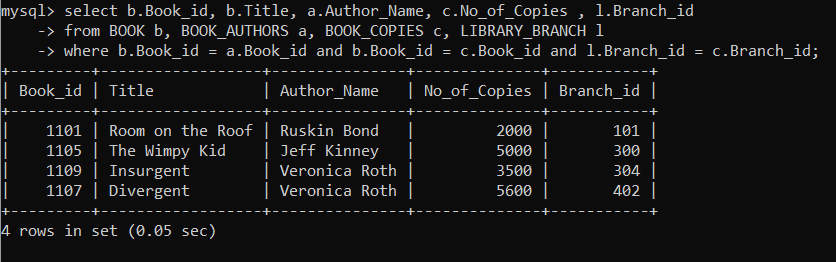 mysql> select b.Book_id, b.Title, a.Author_Name, c.No_of_Copies , l.Branch_id
    -> from BOOK b, BOOK_AUTHORS a, BOOK_COPIES c, LIBRARY_BRANCH l
    -> where b.Book_id = a.Book_id and b.Book_id = c.Book_id and l.Branch_id = c.Branch_id;
+---------+------------------+---------------+--------------+-----------+
| Book_id | Title            | Author_Name   | No_of_Copies | Branch_id |
+---------+------------------+---------------+--------------+-----------+
|    1101 | Room on the Roof | Ruskin Bond   |         2000 |       101 |
|    1105 | The Wimpy Kid    | Jeff Kinney   |         5000 |       300 |
|    1109 | Insurgent        | Veronica Roth |         3500 |       304 |
|    1107 | Divergent        | Veronica Roth |         5600 |       402 |
+---------+------------------+---------------+--------------+-----------+
4 rows in set (0.05 sec)